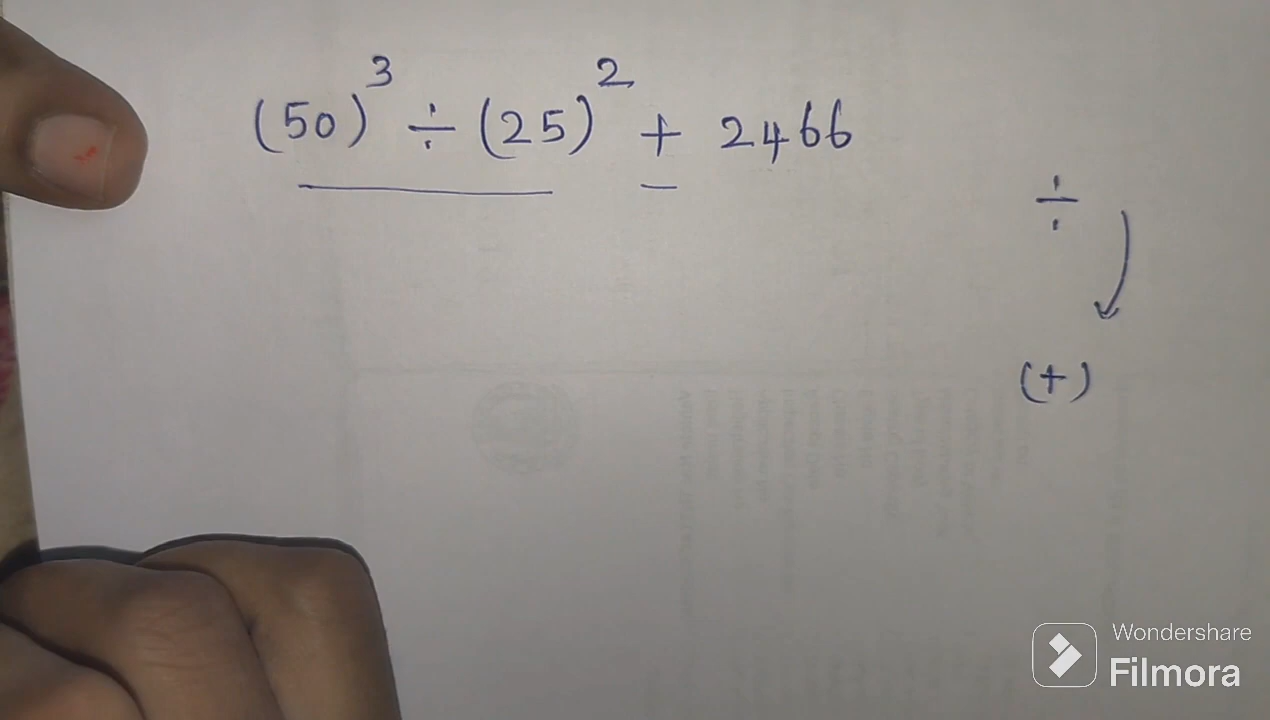 (50)³ ÷ (25)² + 2466
÷
(+)
Wondershare
Filmora